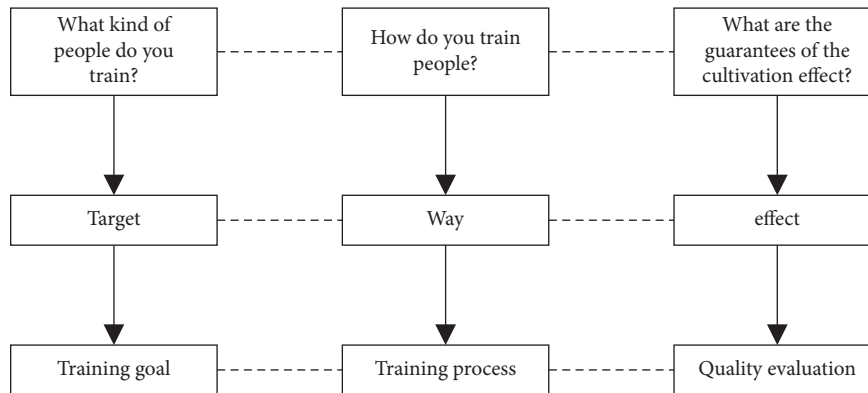 What kind of
people do you
train?
How do you train
people?
What are the
guarantees of the
cultivation effect?
Target
Way
effect
Training goal
Training process
Quality evaluation